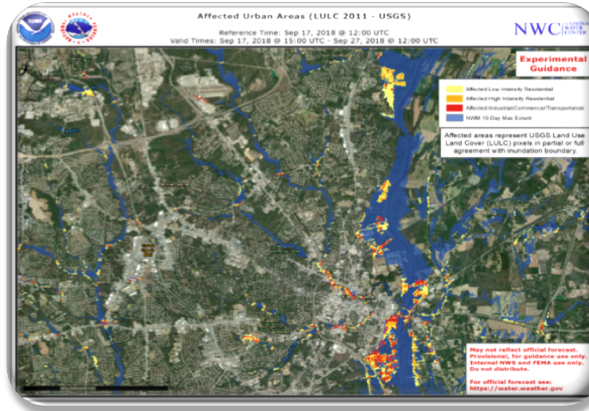 Affected Urban Areas (LULC 2011 - USGS)
Reference Time: Sep 17, 2018 @ 12:00 UTC
Valid Times: Sep 17, 2018 @ 15:00 UTC - Sep 27, 2018 @ 12:00 UTC
NWC NATIONAL WATER CENTER
Experimental
Guidance
Affected Low Intensity Residential
Affected High Intensity Residential
Affected Industrial/Commercial/Transportation
NWM 10-Day Max Extent
Affected areas represent USGS Land Use
Land Cover (LULC) pixels in partial or full
agreement with inundation boundary.
May not reflect official forecast.
Provisional, for guidance use only.
Internal NWS and FEMA use only.
Do not distribute.
For official forecast see:
https://water.weather.gov